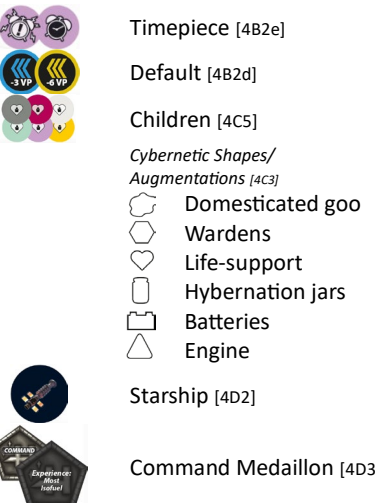 Timepiece [4B2e]
-3 VP -6 VP
Default [4B2d]
Children [4C5]
Cybernetic Shapes/
Augmentations [4C3]
Domesticated goo
Wardens
Life-support
Hybernation jars
Batteries
Engine
Starship [4D2]
COMMAND
Experience:
Most
Isofuel
Command Medaillon [4D3